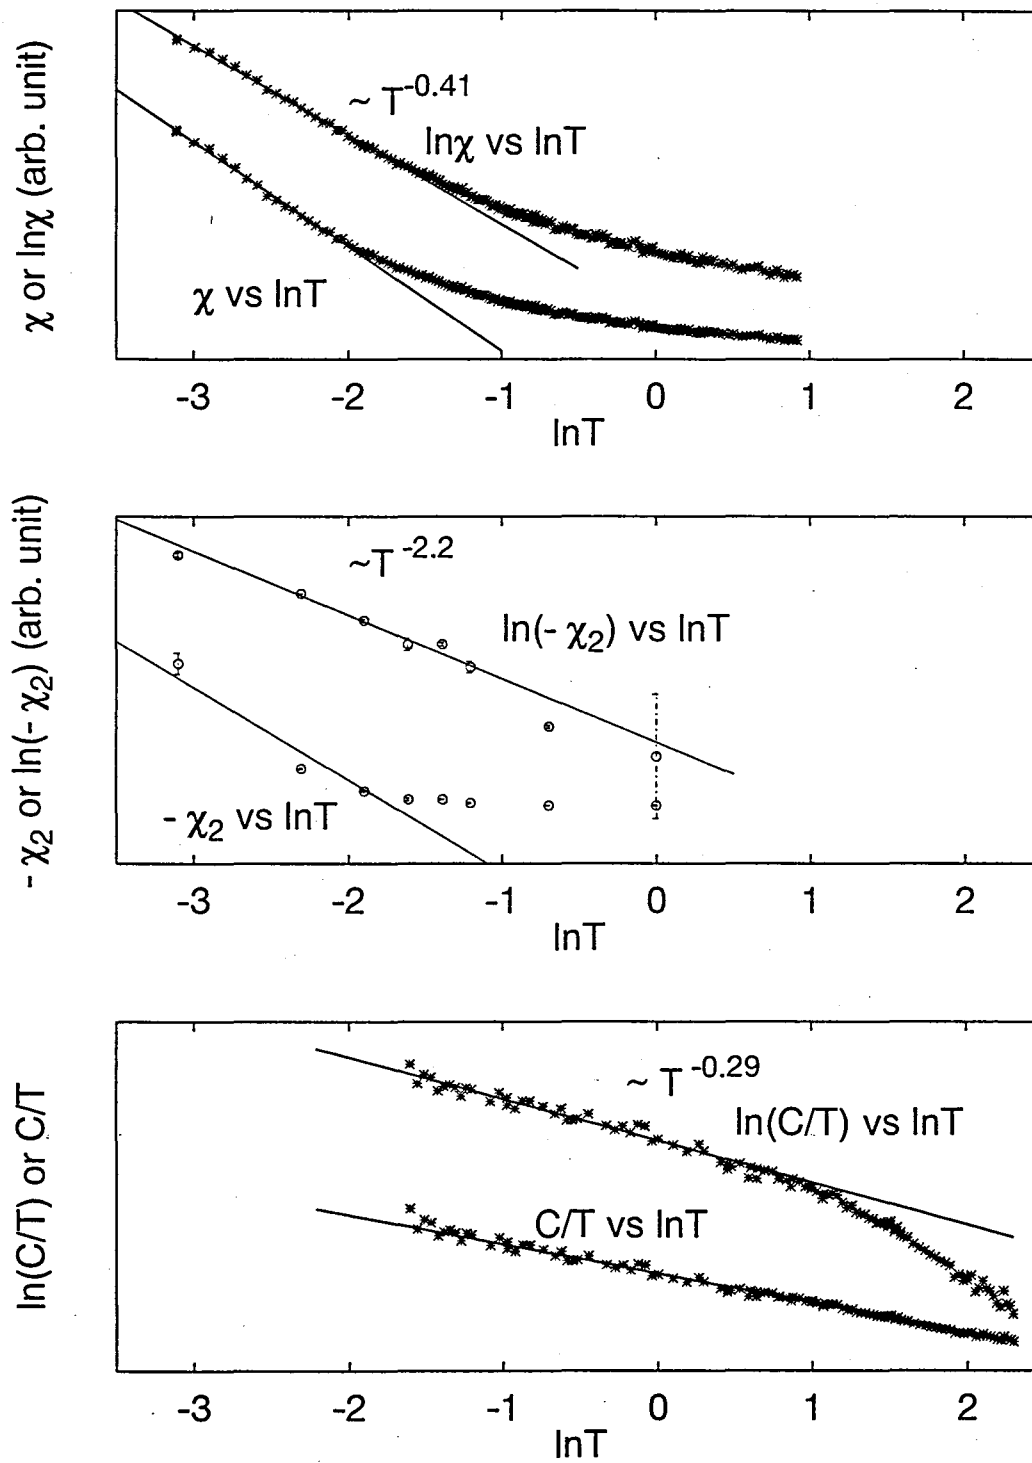 χ or lnχ (arb. unit)
~ T^-0.41
lnχ vs lnT
χ vs lnT
-3 -2 -1 0 1 2
lnT
- χ₂ or ln(- χ₂) (arb. unit)
~T^-2.2
ln(- χ₂) vs lnT
- χ₂ vs lnT
-3 -2 -1 0 1 2
lnT
ln(C/T) or C/T
~ T^-0.29
ln(C/T) vs lnT
C/T vs lnT
-3 -2 -1 0 1 2
lnT